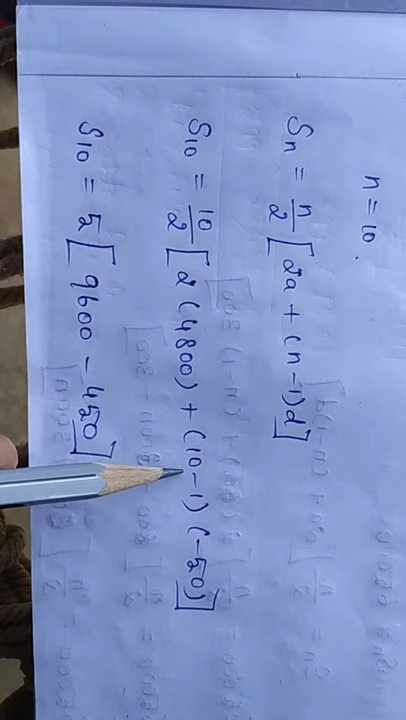 n = 10.
Sn = n/2 [2a + (n-1)d]
S10 = 10/2 [2(4800) + (10-1)(-50)]
S10 = 5 [9600 - 450]